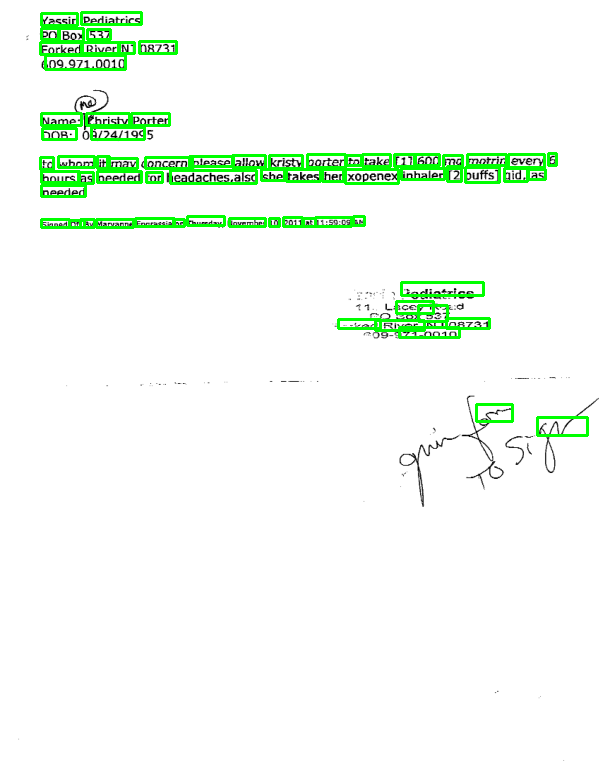 Yassir Pediatrics
PO Box 537
Forked River NJ 08731
609.971.0010
me
Name: Christy Porter
DOB: 09/24/1995
to whom it may concern please allow kristy porter to take [1] 600 mg motrin every 6
hours as needed for headaches.also she takes her xopenex inhaler [2 puffs] qid, as
needed
Signed Off By Maryanne on Thursday, November 10, 2011 at 11:59:09 AM
Pediatrics
Lacey Road
PO Box 537
Forked River, NJ 08731
609-971-0010
form
TO Sign